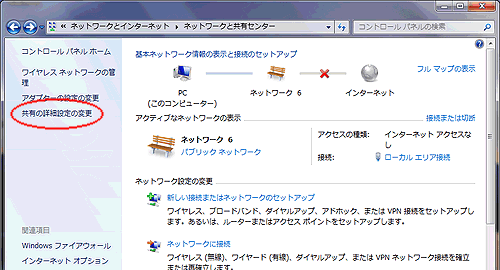 ネットワークとインターネット ▸ ネットワークと共有センター
コントロール パネルの検索
コントロール パネル ホーム
ワイヤレス ネットワークの管
理
アダプターの設定の変更
共有の詳細設定の変更
基本ネットワーク情報の表示と接続のセットアップ
フル マップの表示
PC
(このコンピューター)
ネットワーク 6
インターネット
アクティブなネットワークの表示
接続または切断
ネットワーク 6
パブリック ネットワーク
アクセスの種類: インターネット アクセスなし
接続: ローカル エリア接続
ネットワーク設定の変更
新しい接続またはネットワークのセットアップ
ワイヤレス、ブロードバンド、ダイヤルアップ、アドホック、または VPN 接続をセットアップしま
す。あるいは、ルーターまたはアクセス ポイントをセットアップします。
ネットワークに接続
ワイヤレス (無線)、ワイヤード (有線)、ダイヤルアップ、または VPN ネットワーク接続を確立
または再確立します。
関連項目
Windows ファイアウォール
インターネット オプション